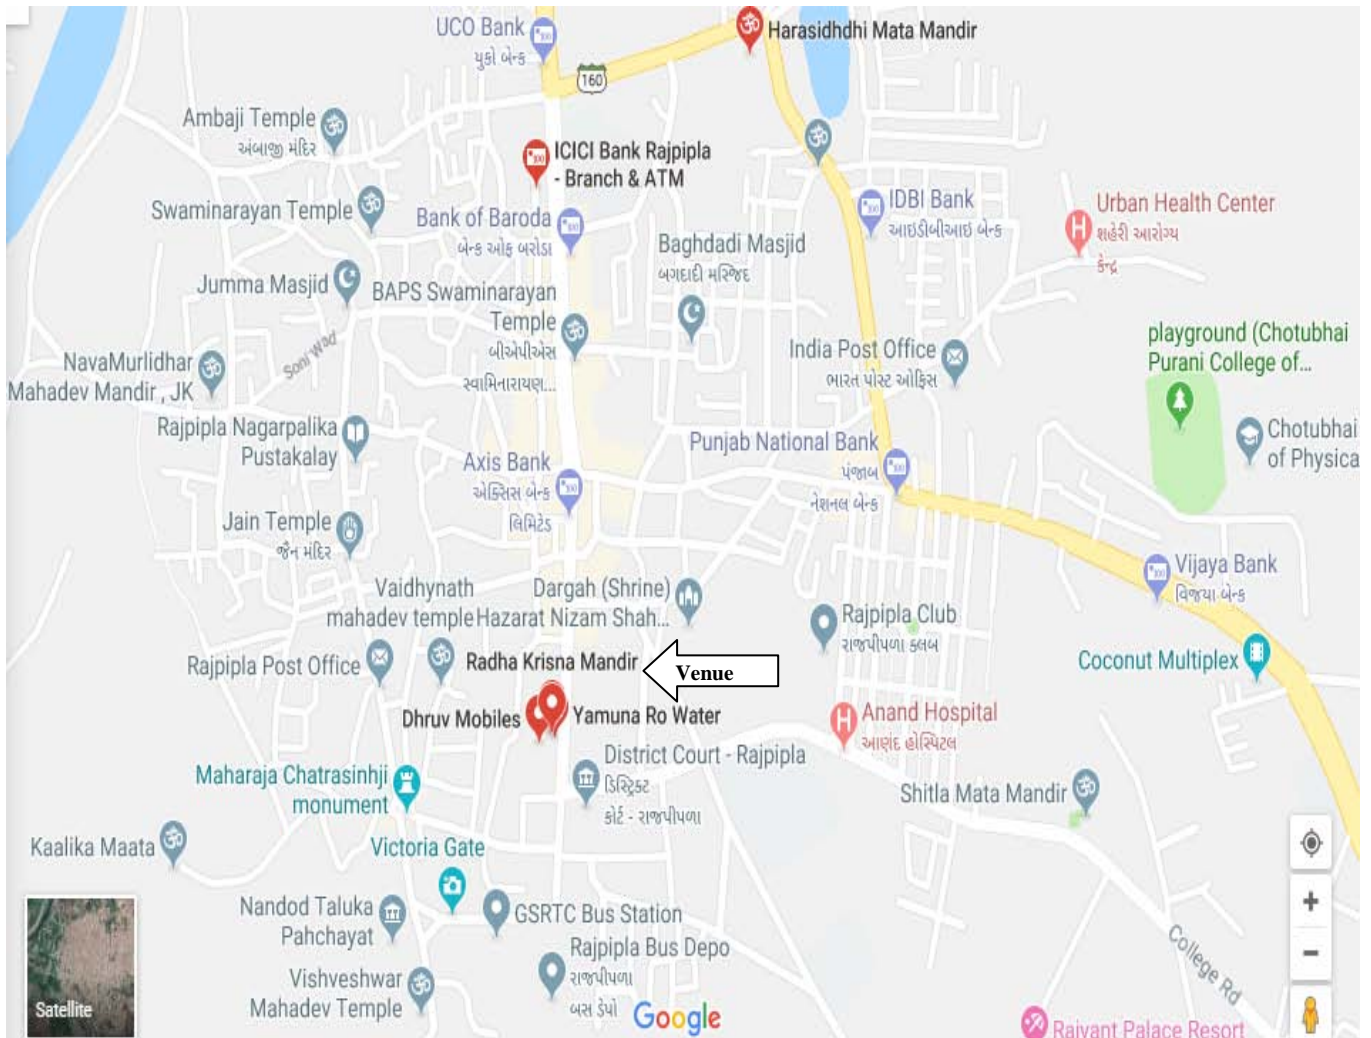 UCO Bank
યુકો બેન્ક
Harasidhdhi Mata Mandir
160
Ambaji Temple
અંબાજી મંદિર
ICICI Bank Rajpipla
- Branch & ATM
Swaminarayan Temple
Bank of Baroda
બેન્ક ઓફ બરોડા
IDBI Bank
આઇડીબીઆઇ બેન્ક
Urban Health Center
શહેરી આરોગ્ય
કેન્દ્ર
Baghdadi Masjid
બગદાદી મસ્જિદ
Jumma Masjid
BAPS Swaminarayan
Temple
બીએપીએસ
સ્વામિનારાયણ...
Soni Wad
NavaMurlidhar
Mahadev Mandir , JK
India Post Office
ભારત પોસ્ટ ઓફિસ
playground (Chotubhai
Purani College of...
Chotubhai
of Physica
Rajpipla Nagarpalika
Pustakalay
Punjab National Bank
પંજાબ
નેશનલ બેન્ક
Axis Bank
એક્સિસ બેન્ક
લિમિટેડ
Jain Temple
જૈન મંદિર
Vijaya Bank
વિજયા બેન્ક
Vaidhynath
mahadev temple
Dargah (Shrine)
Hazarat Nizam Shah...
Rajpipla Club
રાજપીપળા ક્લબ
Rajpipla Post Office
Radha Krisna Mandir
Venue
Coconut Multiplex
Dhruv Mobiles
Yamuna Ro Water
Anand Hospital
આણંદ હોસ્પિટલ
District Court - Rajpipla
ડિસ્ટ્રિક્ટ
કોર્ટ - રાજપીપળા
Maharaja Chatrasinhji
monument
Shitla Mata Mandir
Kaalika Maata
Victoria Gate
Nandod Taluka
Pahchayat
GSRTC Bus Station
Rajpipla Bus Depo
રાજપીપળા
બસ ડેપો
College Rd
Vishveshwar
Mahadev Temple
Satellite
Google
Rajvant Palace Resort